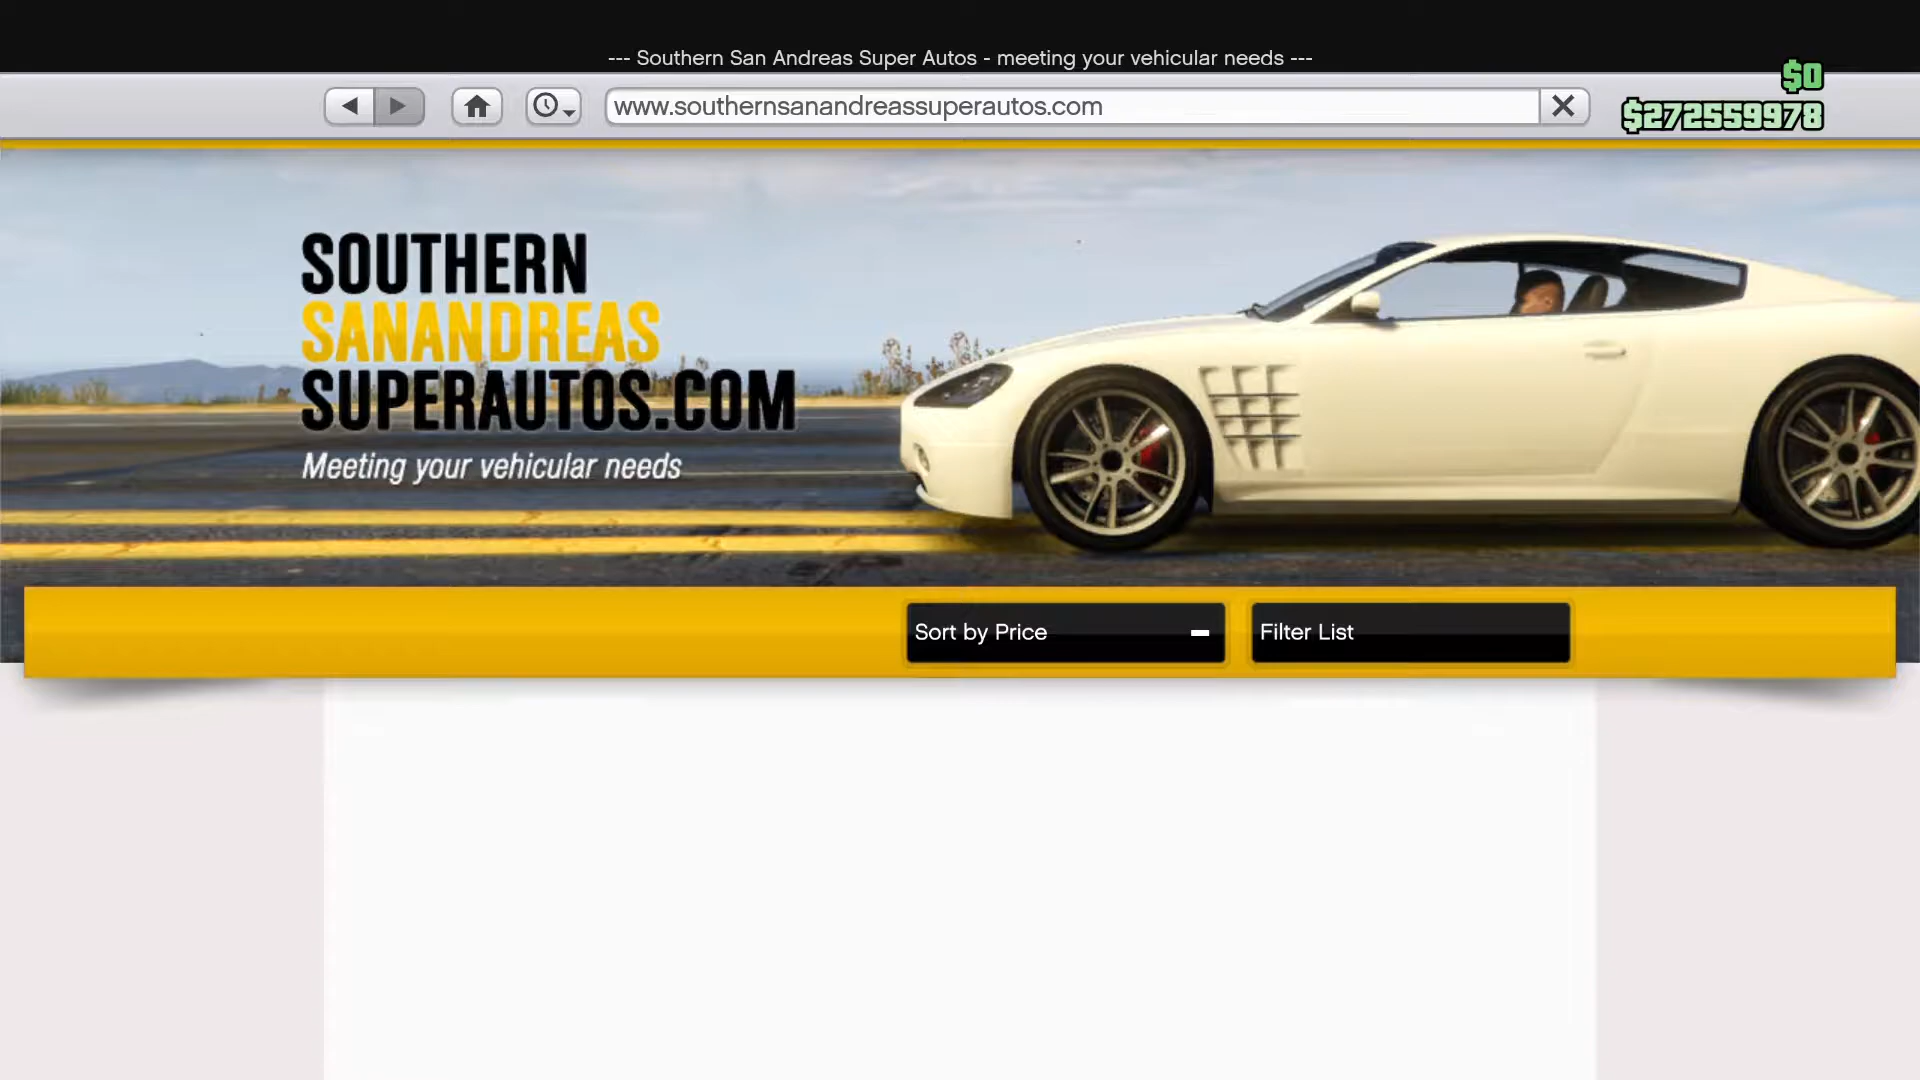 --- Southern San Andreas Super Autos - meeting your vehicular needs ---
$0
www.southernsanandreassuperautos.com
$272559978
SOUTHERN
SANANDREAS
SUPERAUTOS.COM
Meeting your vehicular needs
Sort by Price
Filter List